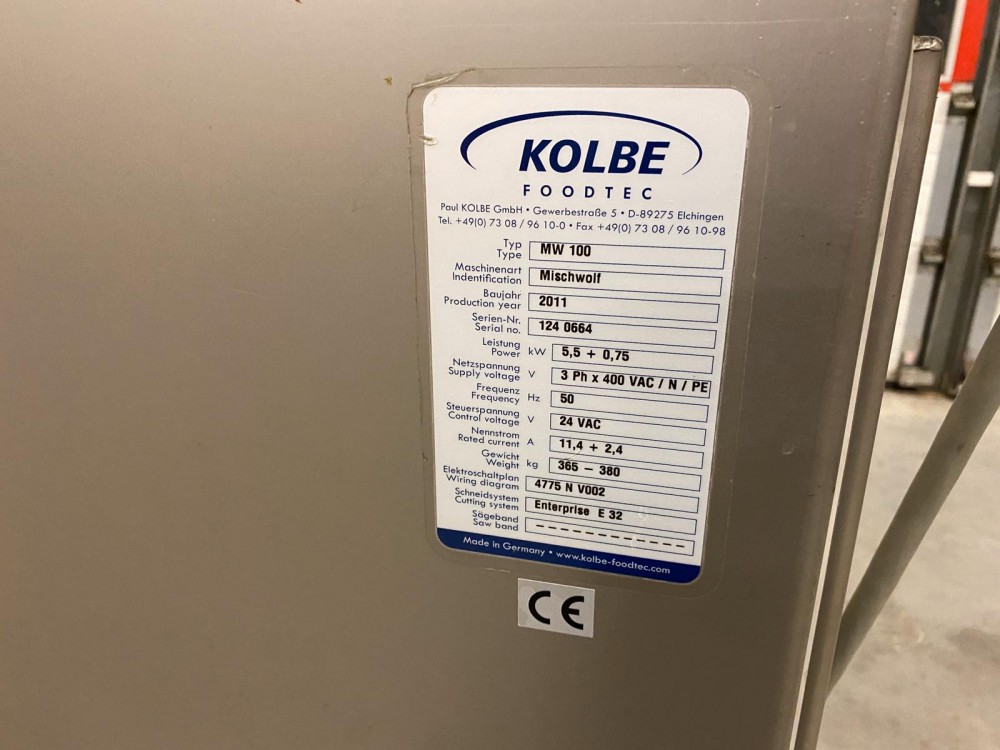 KOLBE
FOODTEC
Paul KOLBE GmbH • Gewerbestraße 5 • D-89275 Elchingen
Tel. +49(0) 73 08 / 96 10-0 • Fax +49(0) 73 08 / 96 10-98
Typ
Type MW 100
Maschinenart
Indentification Mischwolf
Baujahr
Production year 2011
Serien-Nr.
Serial no. 124 0664
Leistung
Power kW 5,5 + 0,75
Netzspannung
Supply voltage V 3 Ph x 400 VAC / N / PE
Frequenz
Frequency Hz 50
Steuerspannung
Control voltage V 24 VAC
Nennstrom
Rated current A 11,4 + 2,4
Gewicht
Weight kg 365 – 380
Elektroschaltplan
Wiring diagram 4775 N V002
Schneidsystem
Cutting system Enterprise E 32
Sägeband
Saw band ------------
Made in Germany • www.kolbe-foodtec.com
CE